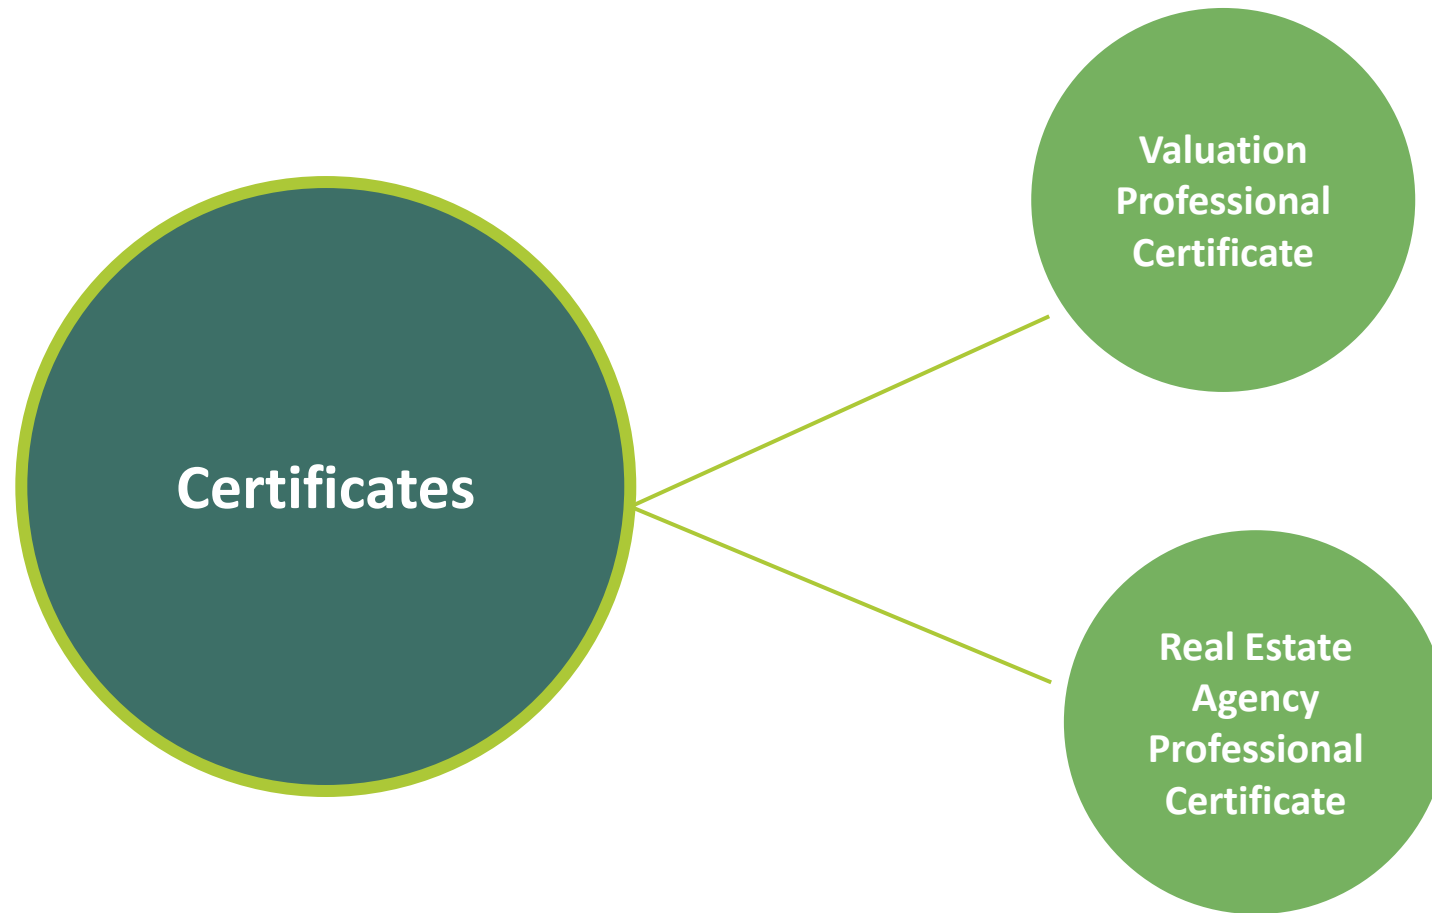 Certificates
Valuation
Professional
Certificate
Real Estate
Agency
Professional
Certificate